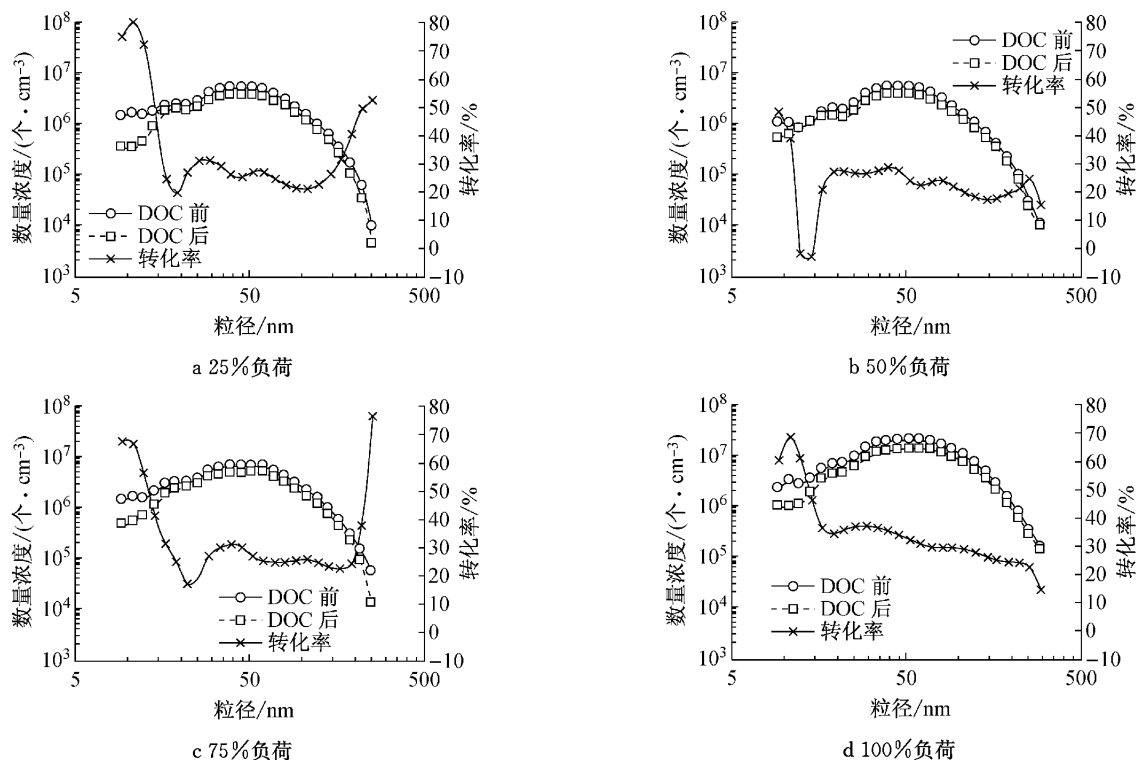 10⁸
10⁷
10⁶
10⁵
10⁴
10³
数量浓度/(个·cm⁻³)
DOC 前
DOC 后
转化率
80
70
60
50
40
30
20
10
0
−10
转化率/%
5
50
500
粒径/nm
a 25%负荷
10⁸
10⁷
10⁶
10⁵
10⁴
10³
数量浓度/(个·cm⁻³)
DOC 前
DOC 后
转化率
80
70
60
50
40
30
20
10
0
−10
转化率/%
5
50
500
粒径/nm
b 50%负荷
10⁸
10⁷
10⁶
10⁵
10⁴
10³
数量浓度/(个·cm⁻³)
DOC 前
DOC 后
转化率
80
70
60
50
40
30
20
10
0
−10
转化率/%
5
50
500
粒径/nm
c 75%负荷
10⁸
10⁷
10⁶
10⁵
10⁴
10³
数量浓度/(个·cm⁻³)
DOC 前
DOC 后
转化率
80
70
60
50
40
30
20
10
0
−10
转化率/%
5
50
500
粒径/nm
d 100%负荷